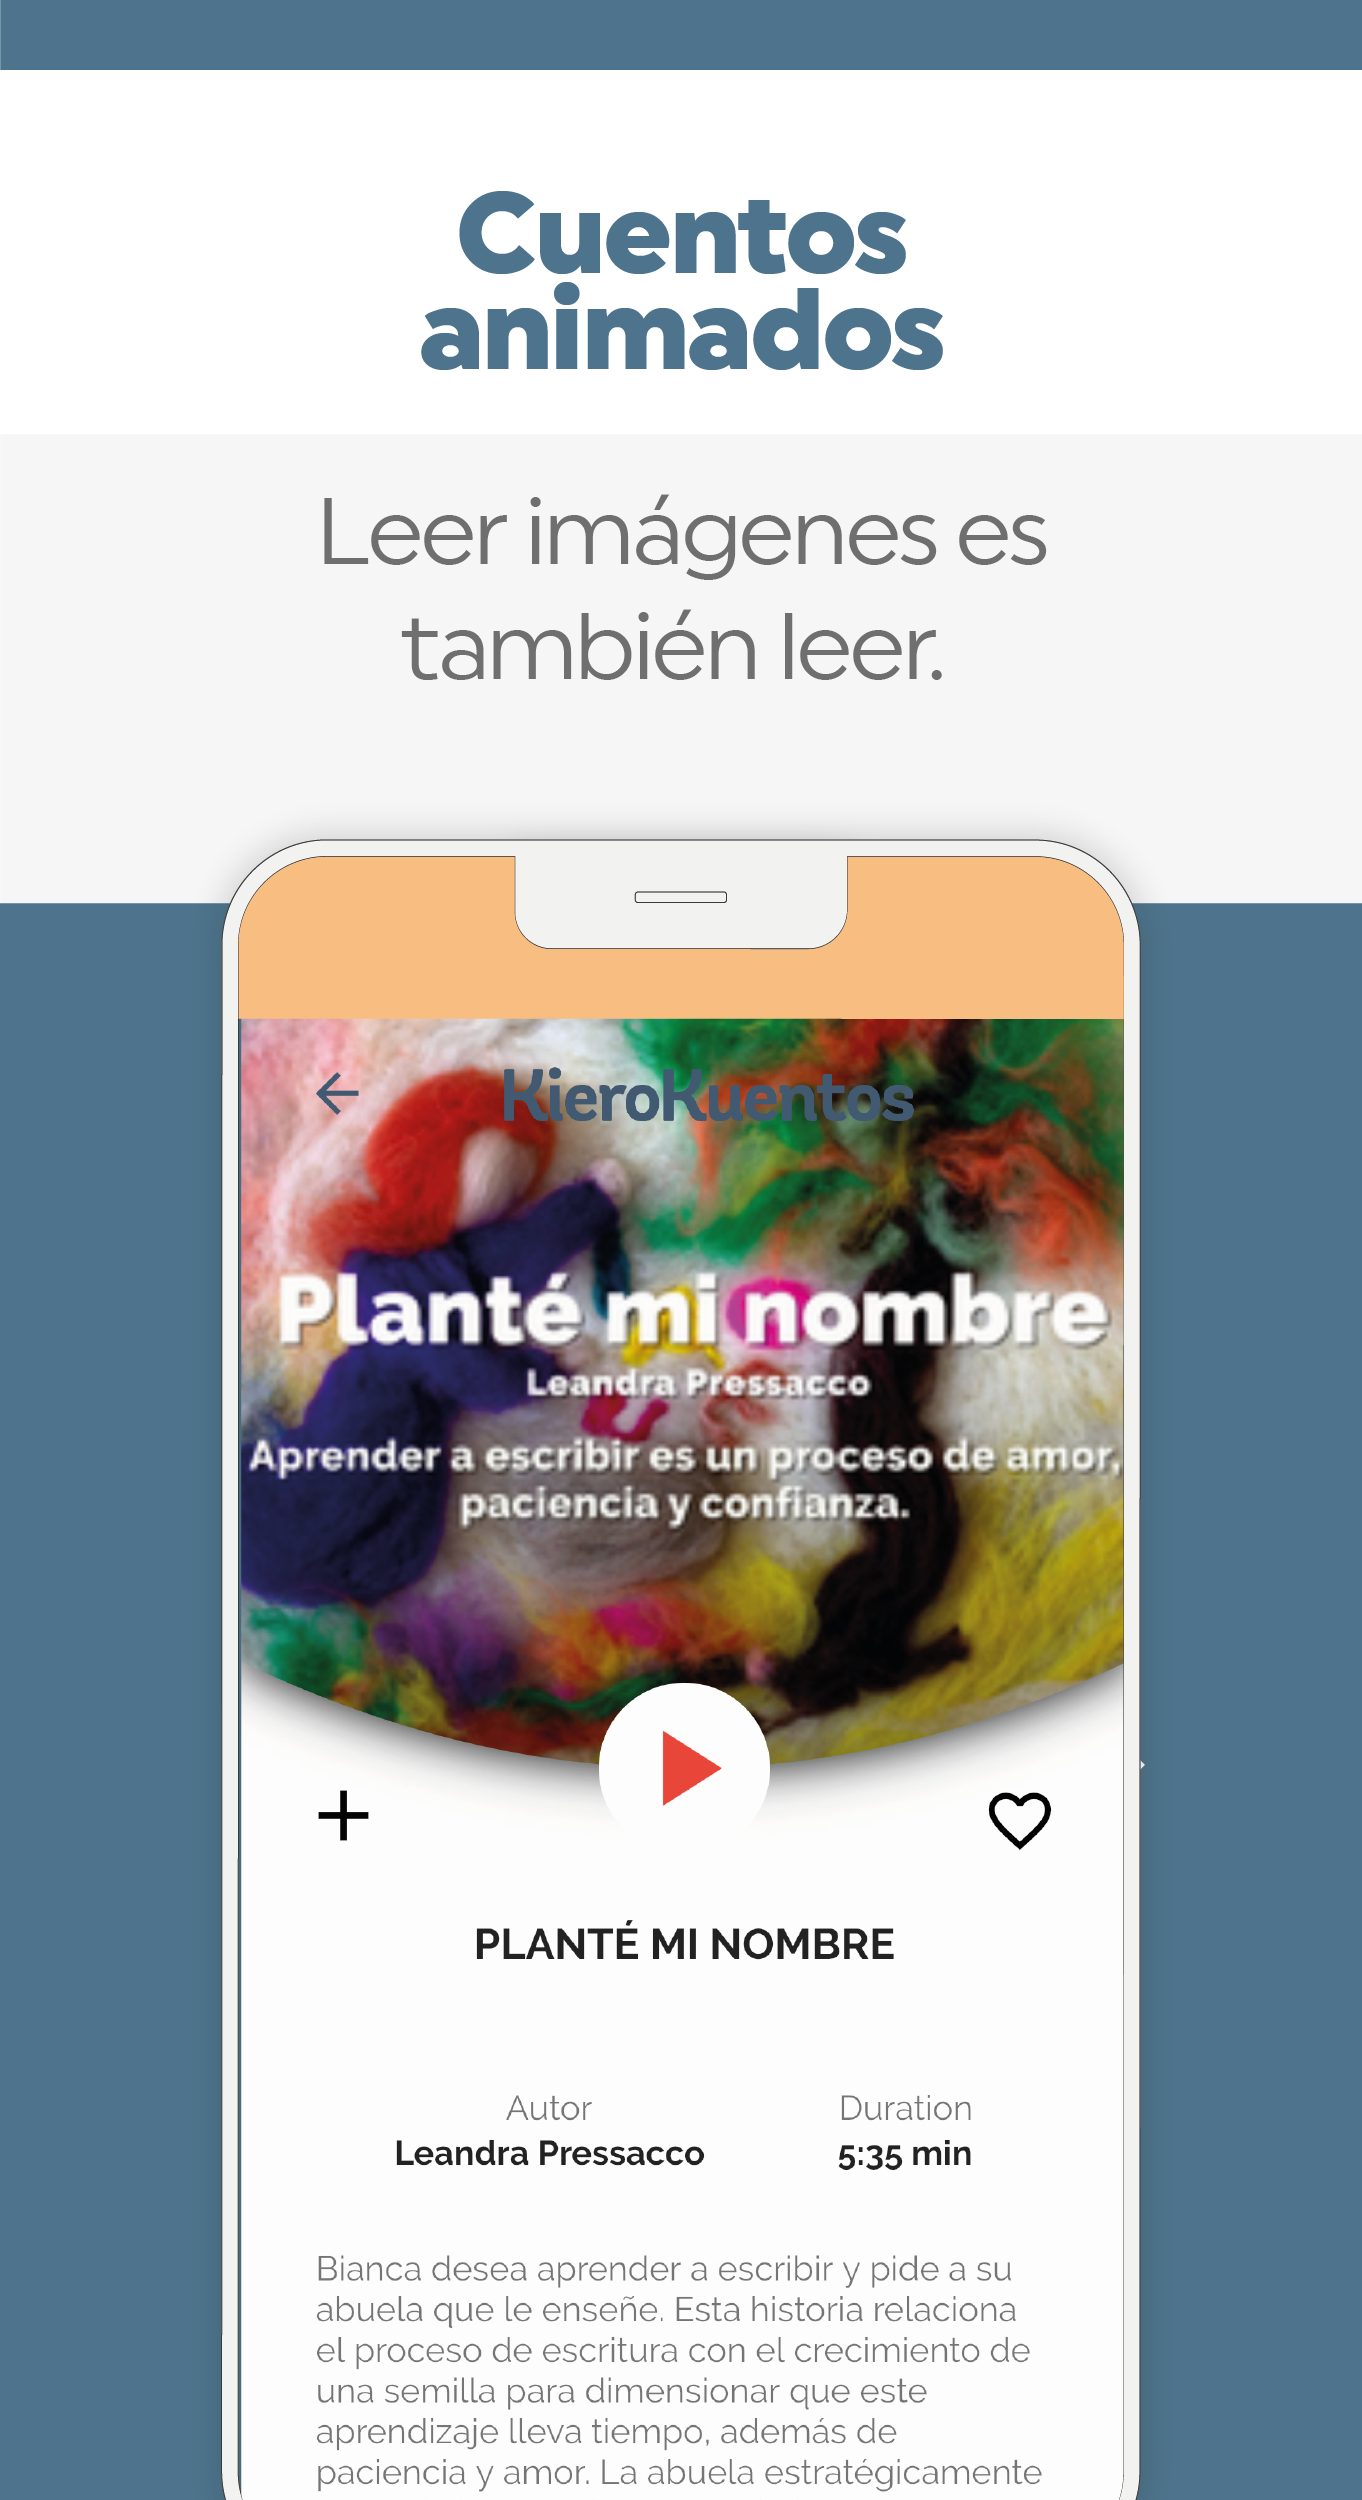 Cuentos
animados
Leer imágenes es
también leer.
KieroKuentos
Planté mi nombre
Leandra Pressacco
Aprender a escribir es un proceso de amor,
paciencia y confianza.
PLANTÉ MI NOMBRE
Autor
Duration
Leandra Pressacco
5:35 min
Bianca desea aprender a escribir y pide a su
abuela que le enseñe. Esta historia relaciona
el proceso de escritura con el crecimiento de
una semilla para dimensionar que este
aprendizaje lleva tiempo, además de
paciencia y amor. La abuela estratégicamente